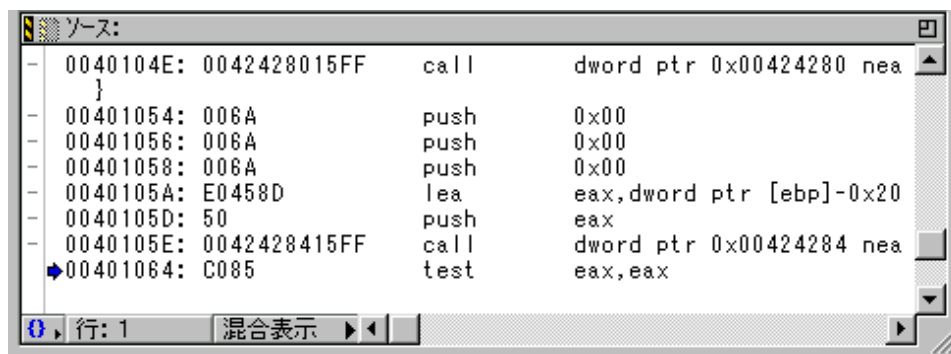 ソース:
0040104E: 0042428015FF call dword ptr 0x00424280 nea
}
00401054: 006A push 0x00
00401056: 006A push 0x00
00401058: 006A push 0x00
0040105A: E0458D lea eax,dword ptr [ebp]-0x20
0040105D: 50 push eax
0040105E: 0042428415FF call dword ptr 0x00424284 nea
00401064: C085 test eax,eax
行: 1 混合表示